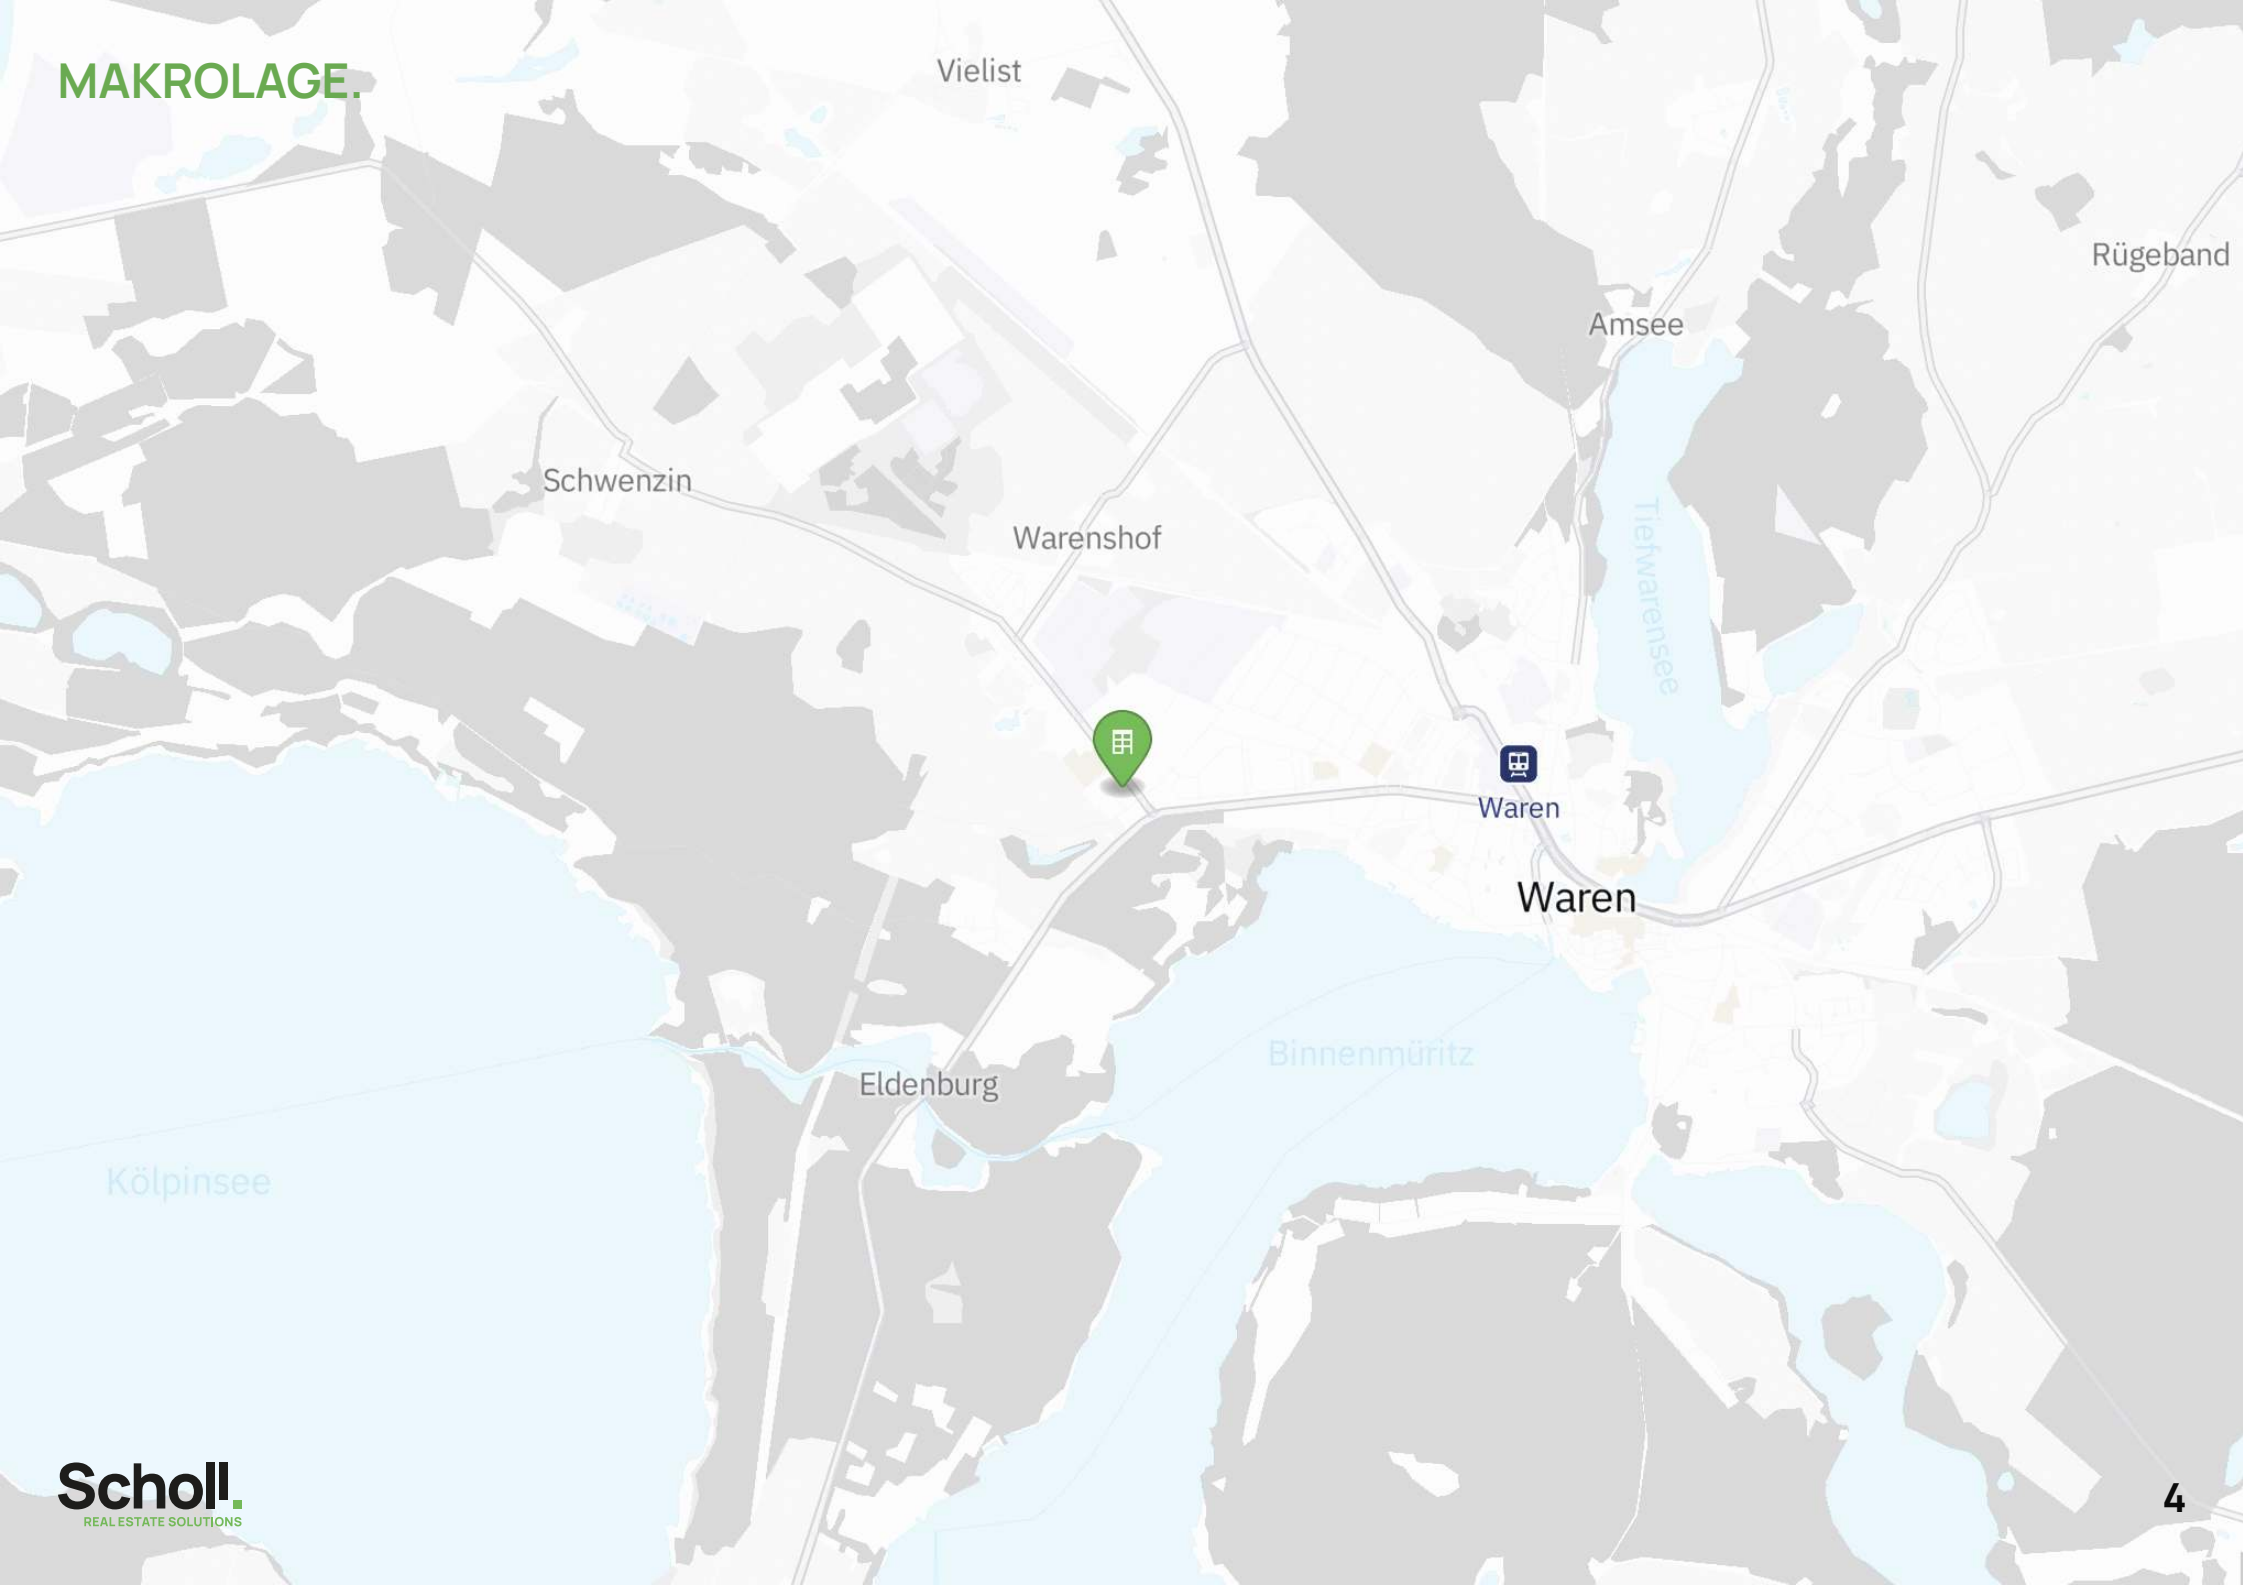 MAKROLAGE.
Vielist
Rügeband
Amsee
Schwenzin
Warenshof
Tiefwarensee
Waren
Waren
Binnenmüritz
Eldenburg
Kölpinsee
Scholl.
REAL ESTATE SOLUTIONS
4